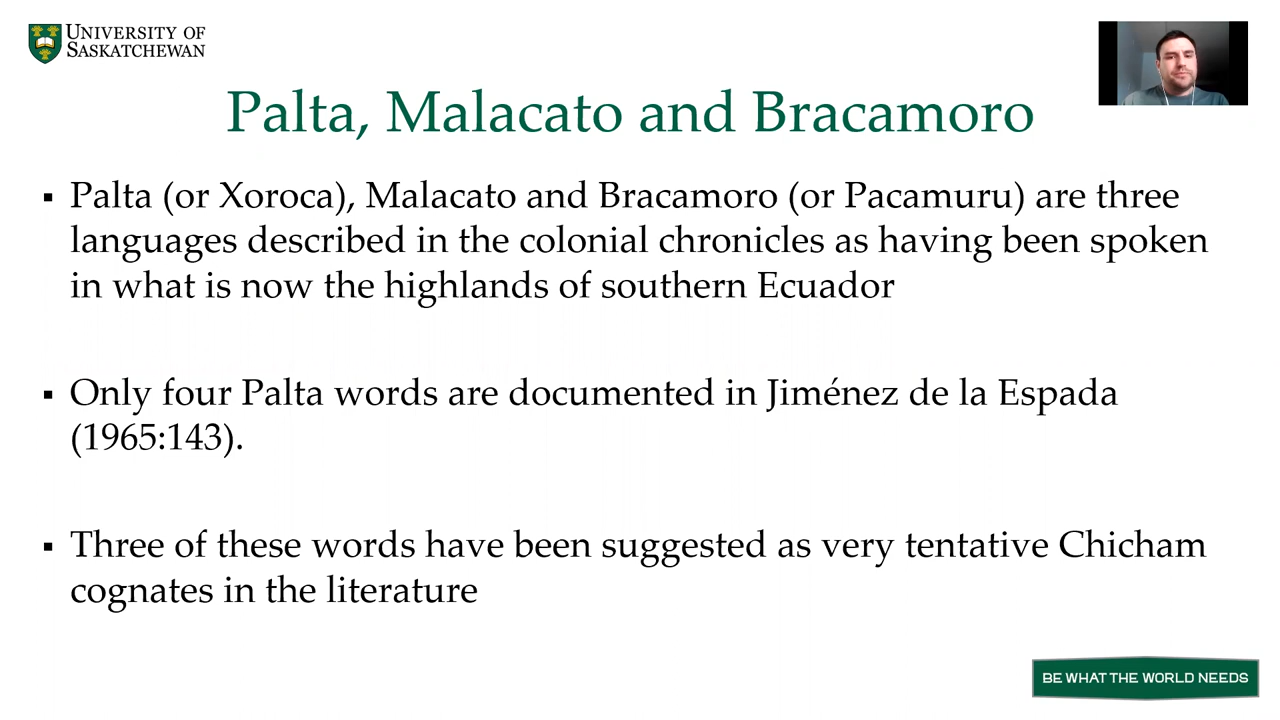 UNIVERSITY OF
SASKATCHEWAN
Palta, Malacato and Bracamoro
▪ Palta (or Xoroca), Malacato and Bracamoro (or Pacamuru) are three
languages described in the colonial chronicles as having been spoken
in what is now the highlands of southern Ecuador
▪ Only four Palta words are documented in Jiménez de la Espada
(1965:143).
▪ Three of these words have been suggested as very tentative Chicham
cognates in the literature
BE WHAT THE WORLD NEEDS